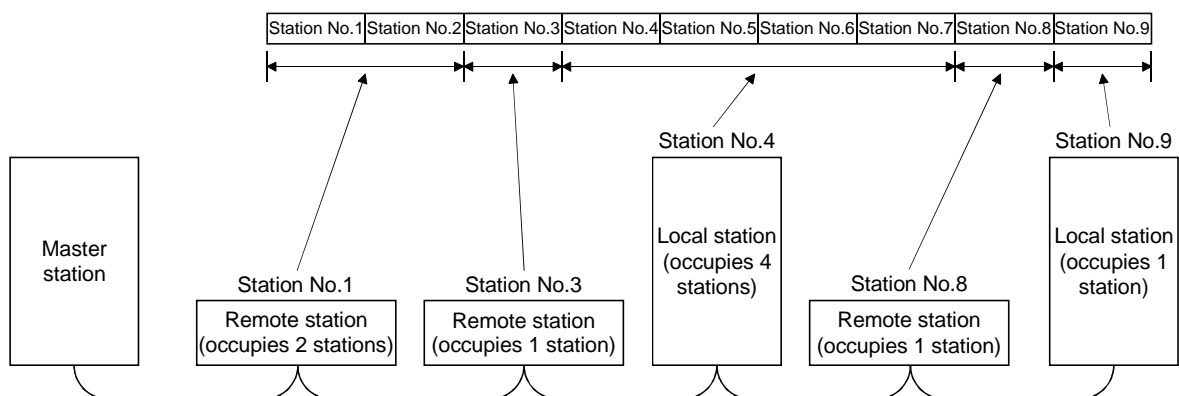 Station No.1 Station No.2 Station No.3 Station No.4 Station No.5 Station No.6 Station No.7 Station No.8 Station No.9
Station No.4
Station No.9
Master
station
Station No.1
Remote station
(occupies 2 stations)
Station No.3
Remote station
(occupies 1 station)
Local station
(occupies 4
stations)
Station No.8
Remote station
(occupies 1 station)
Local station
(occupies 1
station)